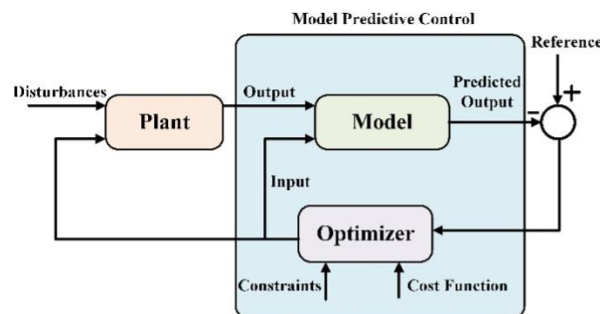 Model Predictive Control
Reference
Disturbances
Output
Predicted
Output
+
−
Plant
Model
Input
Optimizer
Constraints
Cost Function